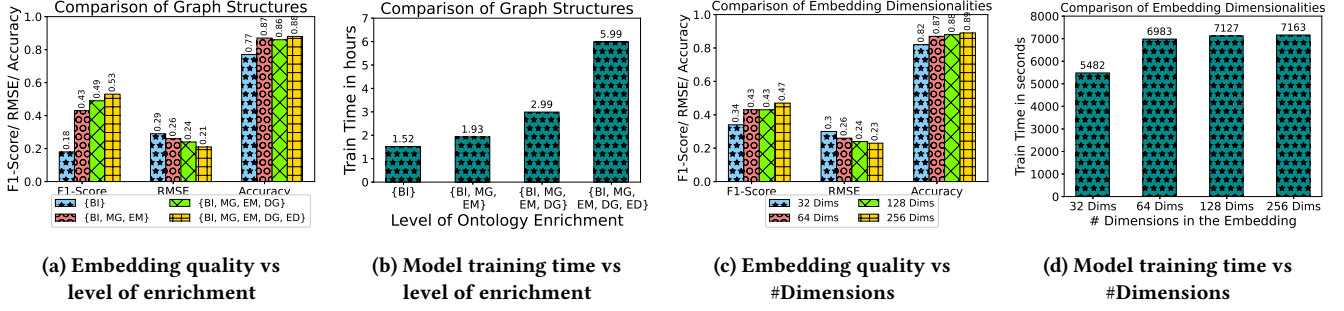 Comparison of Graph Structures
F1-Score/ RMSE/ Accuracy
1.0
0.8
0.6
0.4
0.2
0.0
0.18
0.43
0.49
0.53
0.29
0.26
0.24
0.21
0.77
0.87
0.86
0.88
F1-Score RMSE Accuracy
{BI} {BI, MG, EM, DG}
{BI, MG, EM} {BI, MG, EM, DG, ED}
(a) Embedding quality vs
level of enrichment
Comparison of Graph Structures
Train Time in hours
7
6
5
4
3
2
1
0
1.52
1.93
2.99
5.99
{BI} {BI, MG, {BI, MG, {BI, MG,
EM} EM, DG} EM, DG, ED}
Level of Ontology Enrichment
(b) Model training time vs
level of enrichment
Comparison of Embedding Dimensionalities
F1-Score/ RMSE/ Accuracy
1.0
0.8
0.6
0.4
0.2
0.0
0.34
0.43
0.43
0.47
0.3
0.26
0.24
0.23
0.82
0.87
0.88
0.89
F1-Score RMSE Accuracy
32 Dims 128 Dims
64 Dims 256 Dims
(c) Embedding quality vs
#Dimensions
Comparison of Embedding Dimensionalities
Train Time in seconds
8000
7000
6000
5000
4000
3000
2000
1000
0
5482
6983
7127
7163
32 Dims 64 Dims 128 Dims 256 Dims
# Dimensions in the Embedding
(d) Model training time vs
#Dimensions